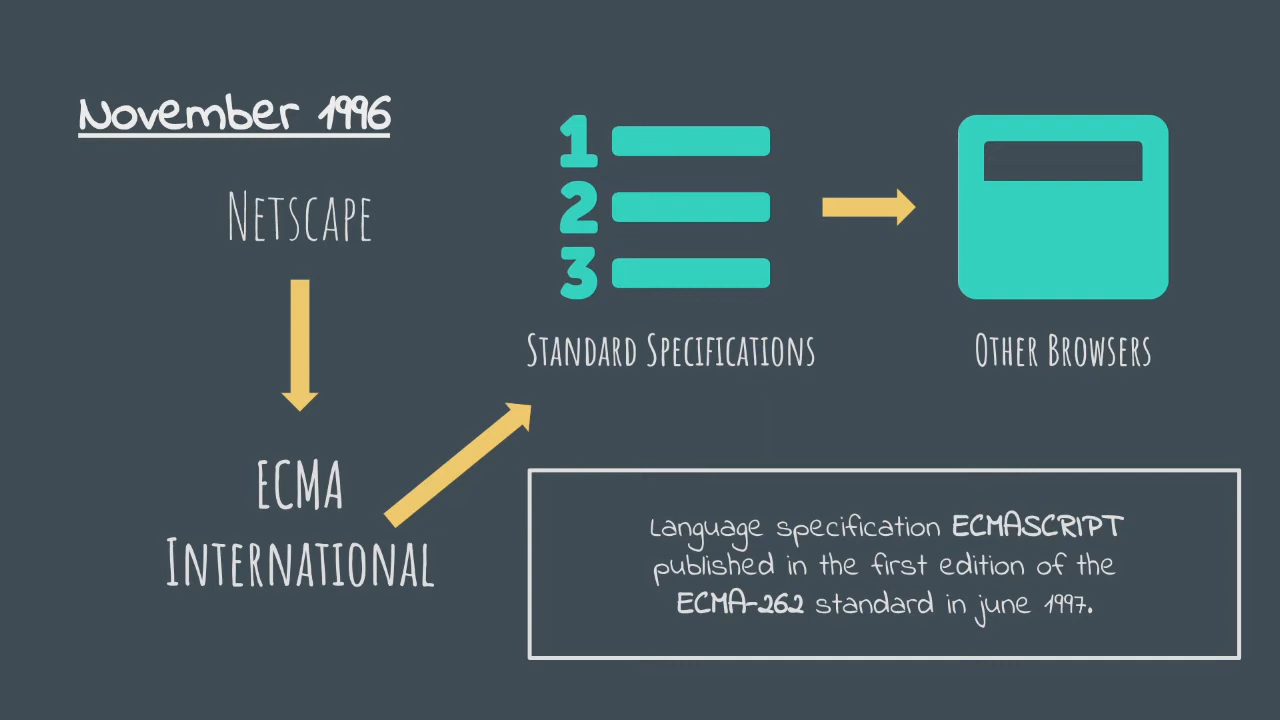 November 1996
Netscape
ECMA
International
1
2
3
Standard Specifications
Other Browsers
Language specification ECMASCRIPT
published in the first edition of the
ECMA-262 standard in june 1997.